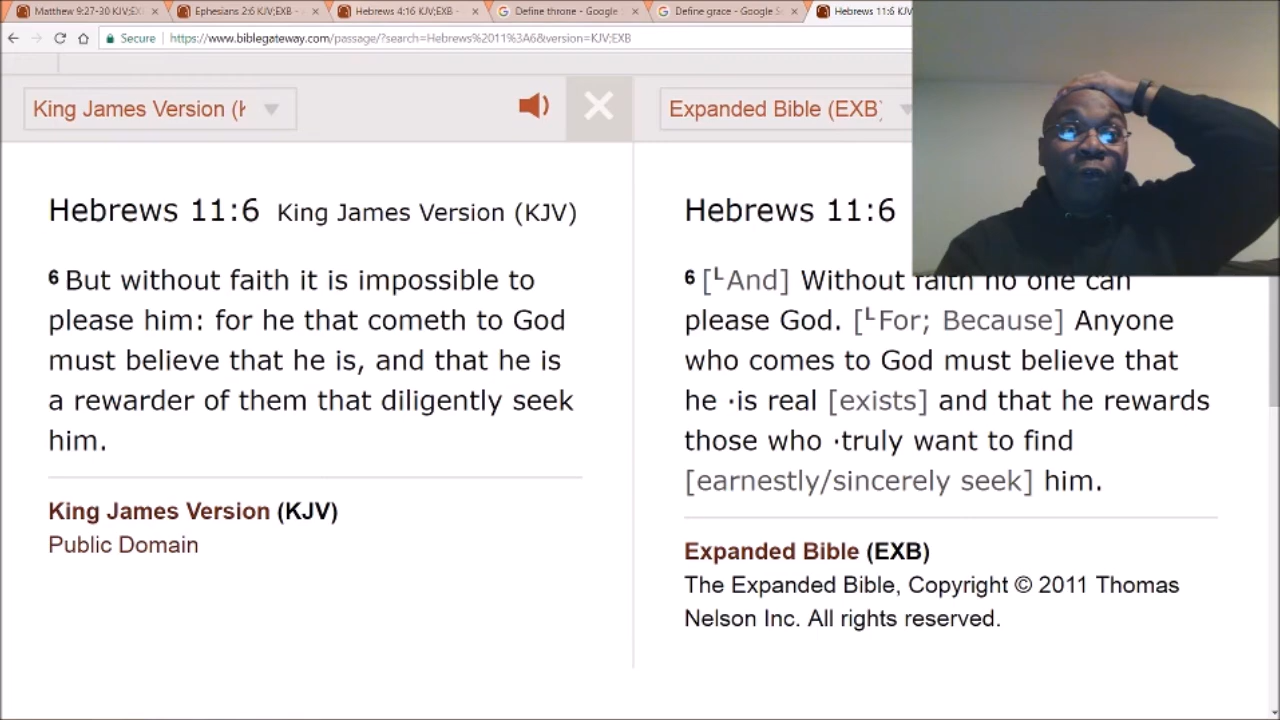 Matthew 9:27-30 KJV;EX
Ephesians 2:6 KJV;EXB -
Hebrews 4:16 KJV;EXB -
Define throne - Google
Define grace - Google S
Hebrews 11:6 KJV
Secure https://www.biblegateway.com/passage/?search=Hebrews%2011%3A6&version=KJV;EXB
King James Version (K
Expanded Bible (EXB)
Hebrews 11:6 King James Version (KJV)
6 But without faith it is impossible to
please him: for he that cometh to God
must believe that he is, and that he is
a rewarder of them that diligently seek
him.
King James Version (KJV)
Public Domain
Hebrews 11:6
6 [ᴸAnd] Without faith no one can
please God. [ᴸFor; Because] Anyone
who comes to God must believe that
he ·is real [exists] and that he rewards
those who ·truly want to find
[earnestly/sincerely seek] him.
Expanded Bible (EXB)
The Expanded Bible, Copyright © 2011 Thomas
Nelson Inc. All rights reserved.